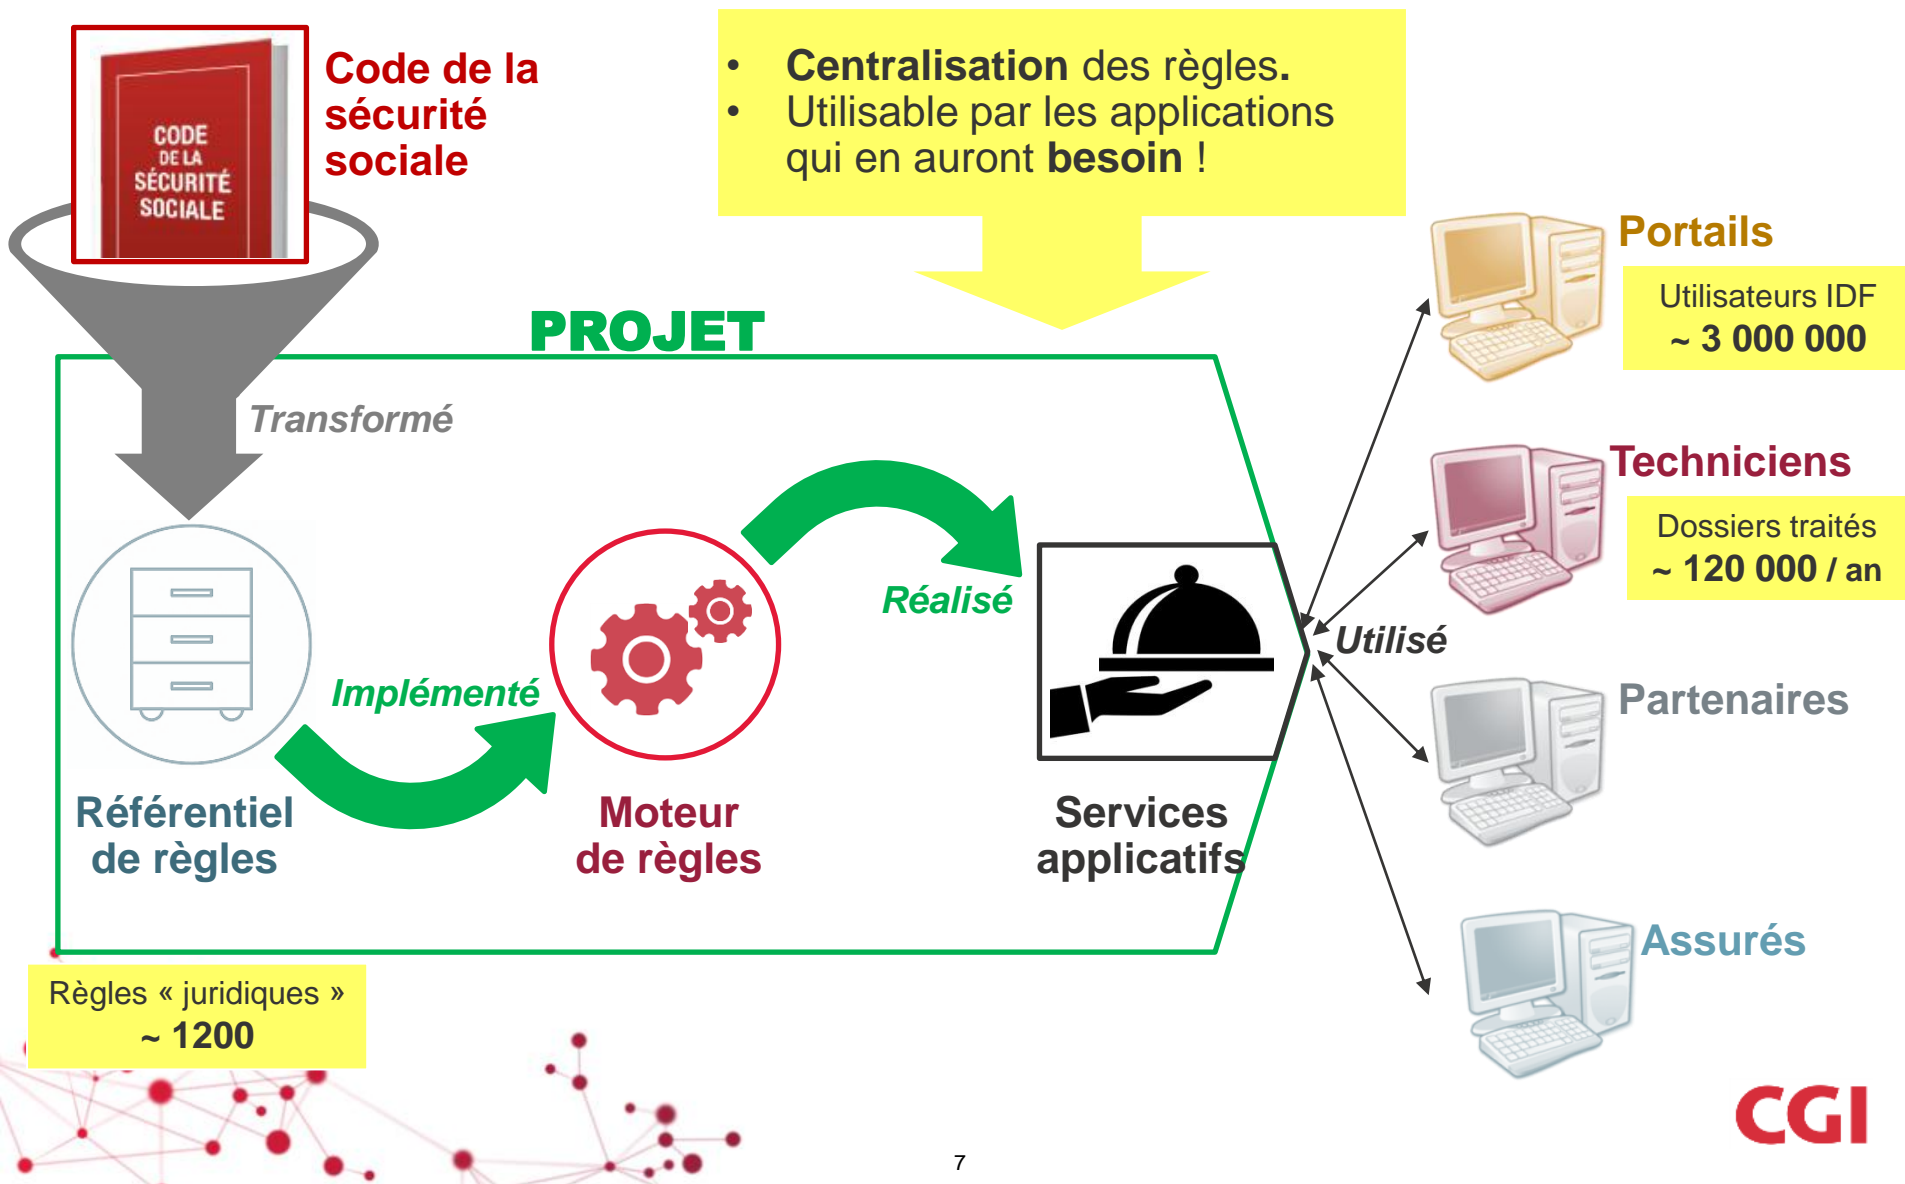 CODE
DE LA
SÉCURITÉ
SOCIALE
Code de la
sécurité
sociale
• Centralisation des règles.
• Utilisable par les applications
qui en auront besoin !
PROJET
Transformé
Implémenté
Réalisé
Utilisé
Référentiel
de règles
Moteur
de règles
Services
applicatifs
Portails
Utilisateurs IDF
~ 3 000 000
Techniciens
Dossiers traités
~ 120 000 / an
Partenaires
Assurés
Règles « juridiques »
~ 1200
7
CGI